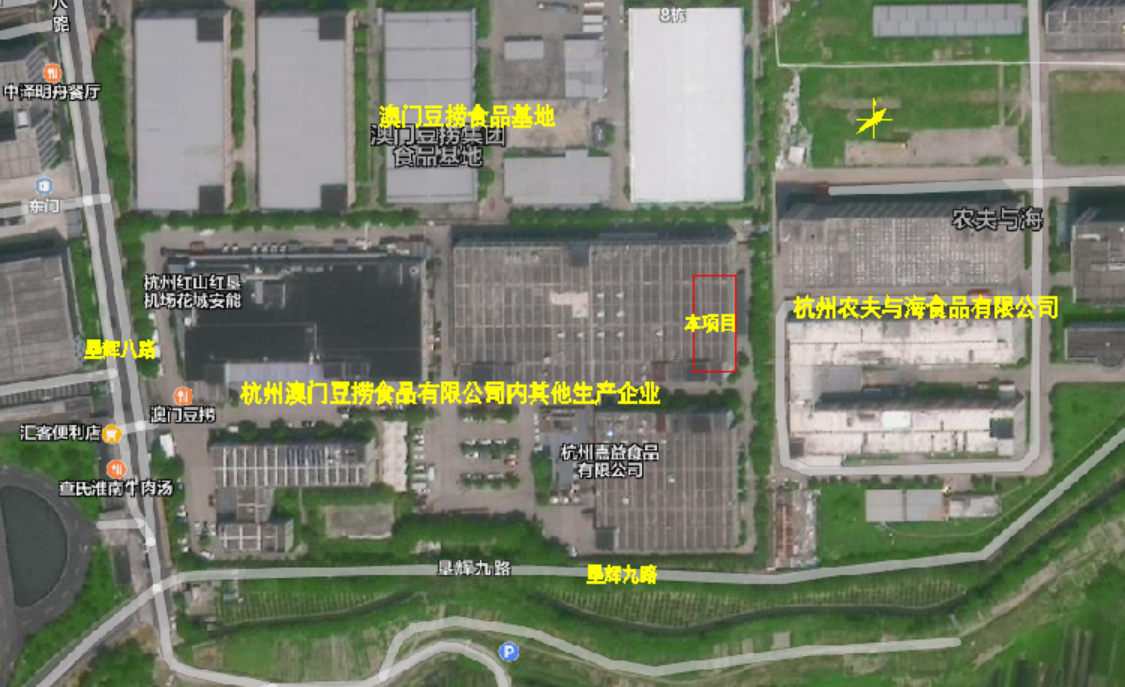 八
路
8栋
中泽明舟餐厅
澳门豆捞食品基地
澳门豆捞集团
食品基地
东门
农夫与海
杭州红山红垦
机场花城安能
杭州农夫与海食品有限公司
本项目
垦辉八路
杭州澳门豆捞食品有限公司内其他生产企业
澳门豆捞
汇客便利店
杭州嘉益食品
有限公司
查氏淮南牛肉汤
垦辉九路
垦辉九路
P